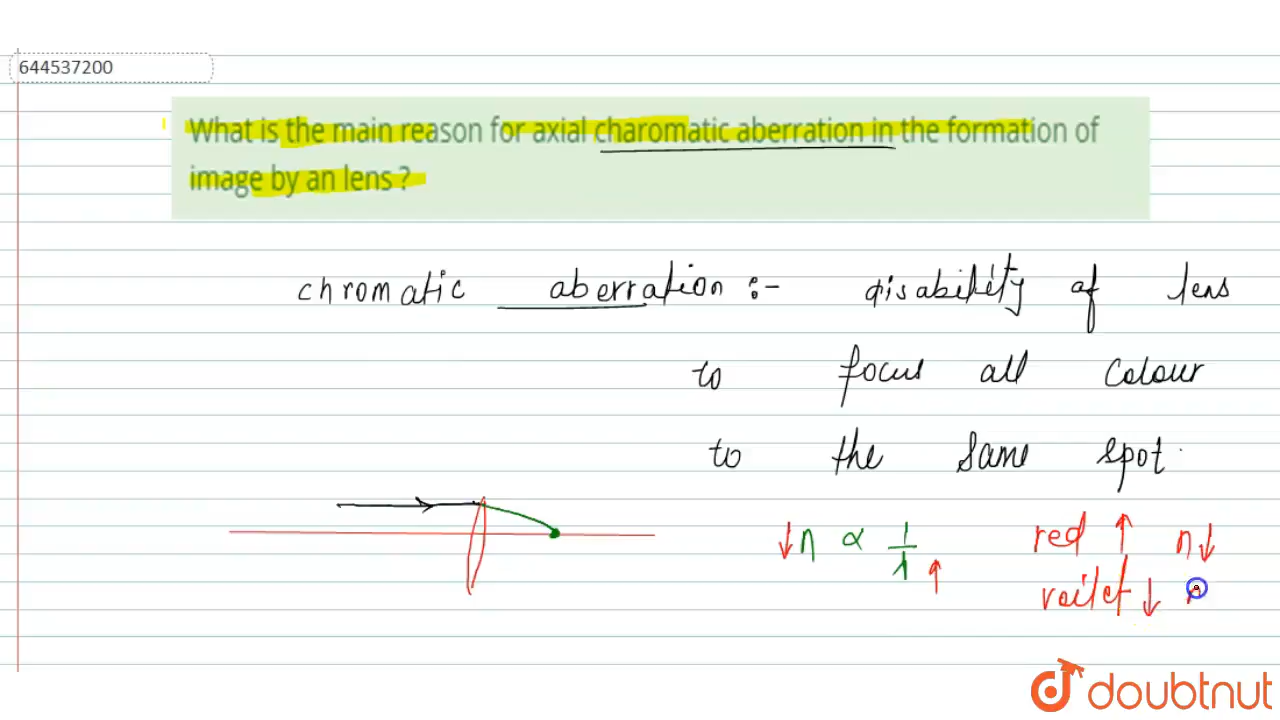 644537200
What is the main reason for axial charomatic aberration in the formation of
image by an lens ?
chromatic aberration :- disability of lens
to focus all colour
to the same spot.
↓n ∝ 1/λ ↑ red ↑ n↓
voilet ↓ n
doubtnut